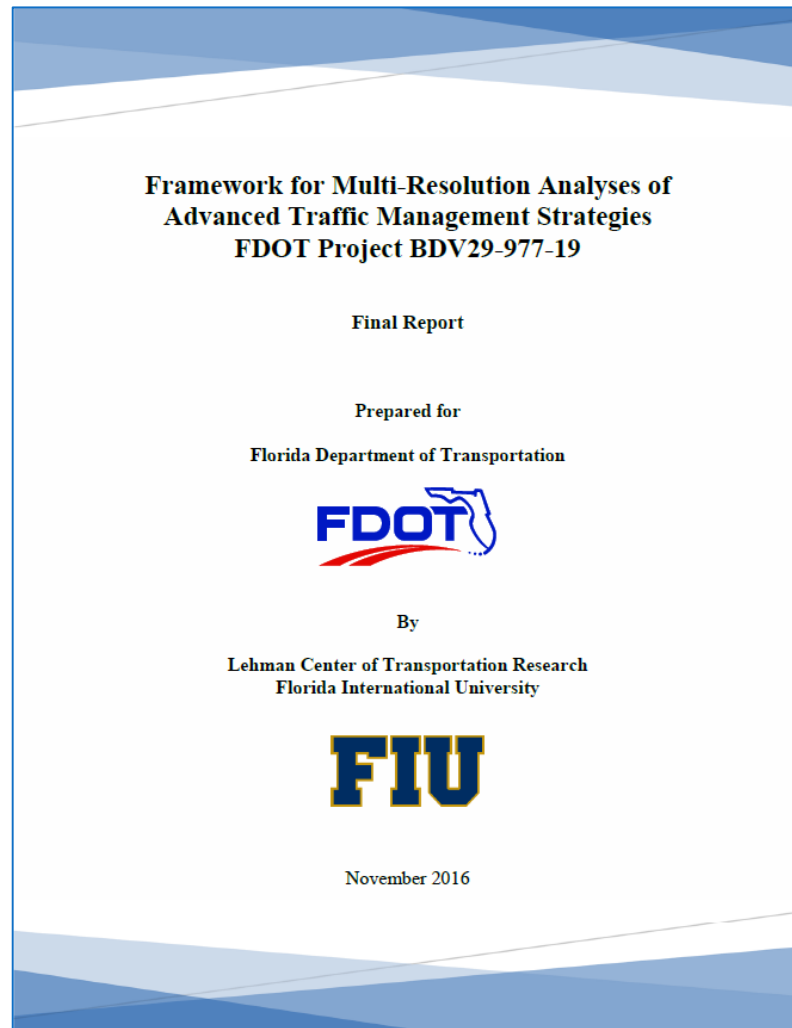 Framework for Multi-Resolution Analyses of
Advanced Traffic Management Strategies
FDOT Project BDV29-977-19
Final Report
Prepared for
Florida Department of Transportation
FDOT
By
Lehman Center of Transportation Research
Florida International University
FIU
November 2016